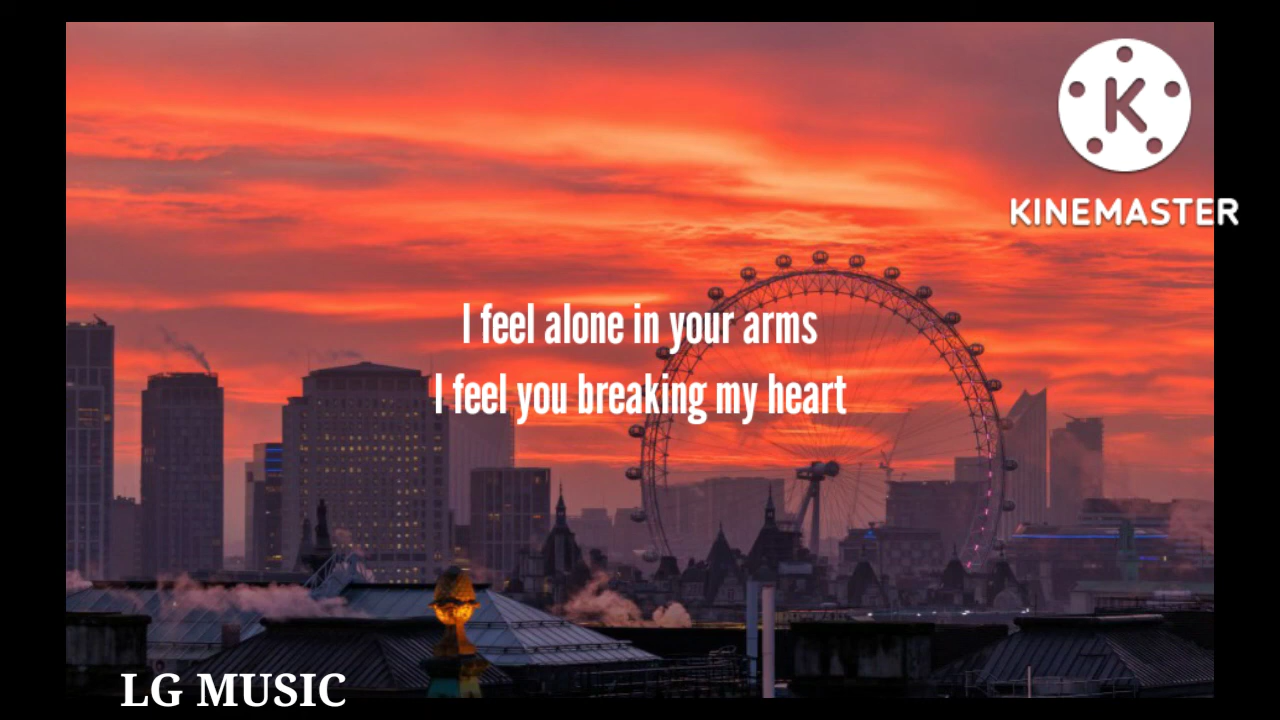 K
KINEMASTER
I feel alone in your arms
I feel you breaking my heart
LG MUSIC